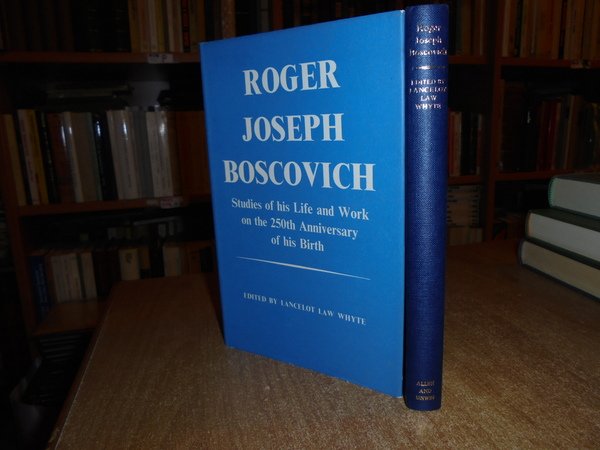 ROGER
JOSEPH
BOSCOVICH
Studies of his Life and Work
on the 250th Anniversary
of his Birth
EDITED BY LANCELOT LAW WHYTE
Roger
Joseph
Boscovich
EDITED BY
LANCELOT
LAW
WHYTE
ALLEN
AND
UNWIN